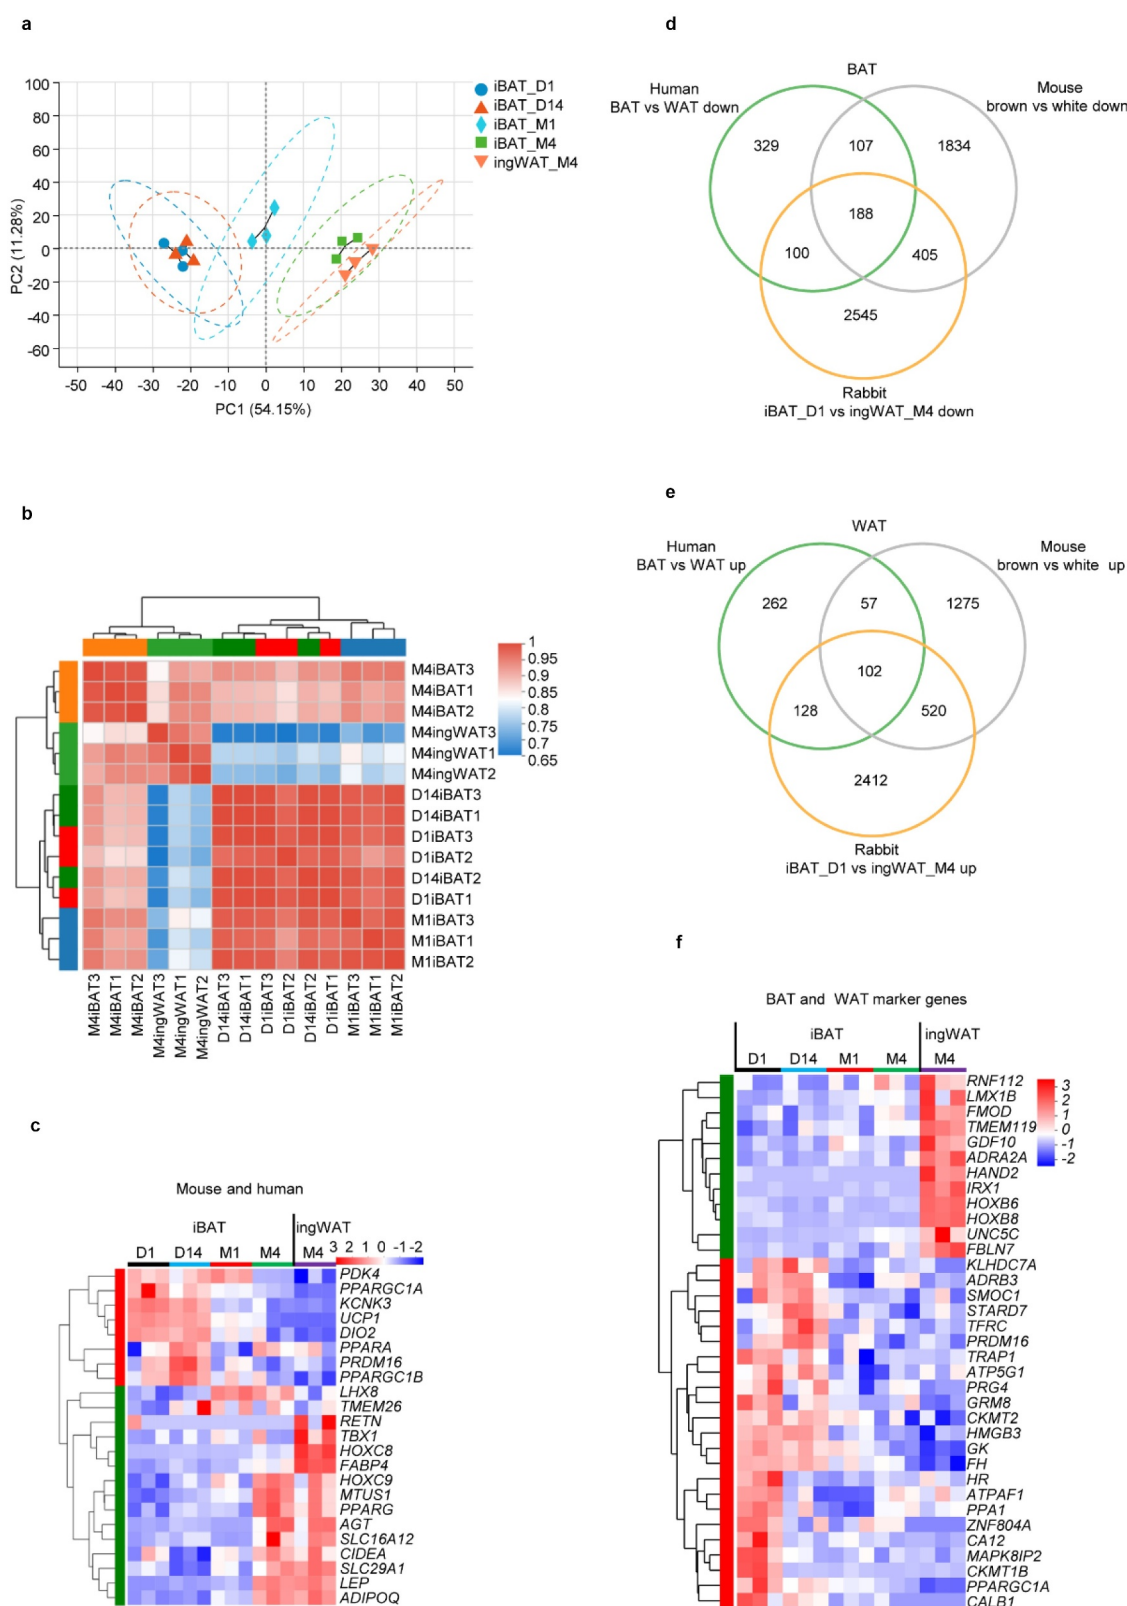 a
100
80
60
40
20
0
-20
-40
-60
-50
-40
-30
-20
-10
0
10
20
30
40
50
PC2 (11.28%)
PC1 (54.15%)
iBAT_D1
iBAT_D14
iBAT_M1
iBAT_M4
ingWAT_M4
b
1
0.95
0.9
0.85
0.8
0.75
0.7
0.65
M4iBAT3
M4iBAT1
M4iBAT2
M4ingWAT3
M4ingWAT1
M4ingWAT2
D14iBAT3
D14iBAT1
D1iBAT3
D1iBAT2
D14iBAT2
D1iBAT1
M1iBAT3
M1iBAT1
M1iBAT2
M4iBAT3
M4iBAT1
M4iBAT2
M4ingWAT3
M4ingWAT1
M4ingWAT2
D14iBAT3
D14iBAT1
D1iBAT3
D1iBAT2
D14iBAT2
D1iBAT1
M1iBAT3
M1iBAT1
M1iBAT2
c
Mouse and human
iBAT
ingWAT
D1 D14 M1 M4 M4
3 2 1 0 -1 -2
PDK4
PPARGC1A
KCNK3
UCP1
DIO2
PPARA
PRDM16
PPARGC1B
LHX8
TMEM26
RETN
TBX1
HOXC8
FABP4
HOXC9
MTUS1
PPARG
AGT
SLC16A12
CIDEA
SLC29A1
LEP
ADIPOQ
d
BAT
Human
BAT vs WAT down
Mouse
brown vs white down
329
107
1834
188
100
405
2545
Rabbit
iBAT_D1 vs ingWAT_M4 down
e
WAT
Human
BAT vs WAT up
Mouse
brown vs white up
262
57
1275
102
128
520
2412
Rabbit
iBAT_D1 vs ingWAT_M4 up
f
BAT and WAT marker genes
iBAT
ingWAT
D1 D14 M1 M4 M4
3
2
1
0
-1
-2
RNF112
LMX1B
FMOD
TMEM119
GDF10
ADRA2A
HAND2
IRX1
HOXB6
HOXB8
UNC5C
FBLN7
KLHDC7A
ADRB3
SMOC1
STARD7
TFRC
PRDM16
TRAP1
ATP5G1
PRG4
GRM8
CKMT2
HMGB3
GK
FH
HR
ATPAF1
PPA1
ZNF804A
CA12
MAPK8IP2
CKMT1B
PPARGC1A
CALB1